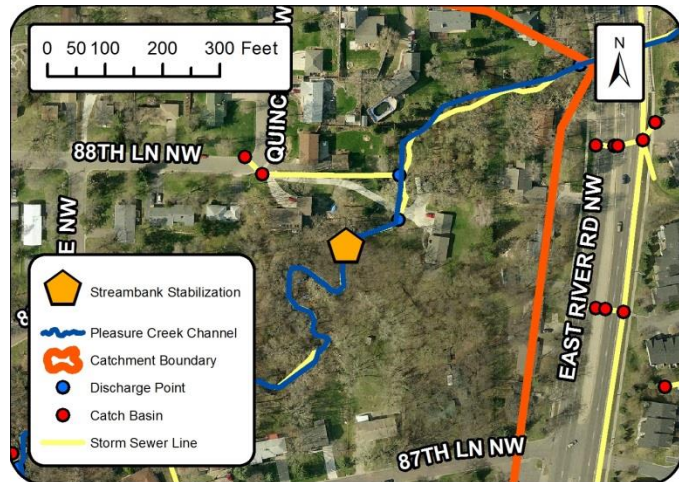 0 50 100 200 300 Feet
QUINC
N
88TH LN NW
E NW
EAST RIVER RD NW
Streambank Stabilization
Pleasure Creek Channel
Catchment Boundary
Discharge Point
Catch Basin
Storm Sewer Line
87TH LN NW